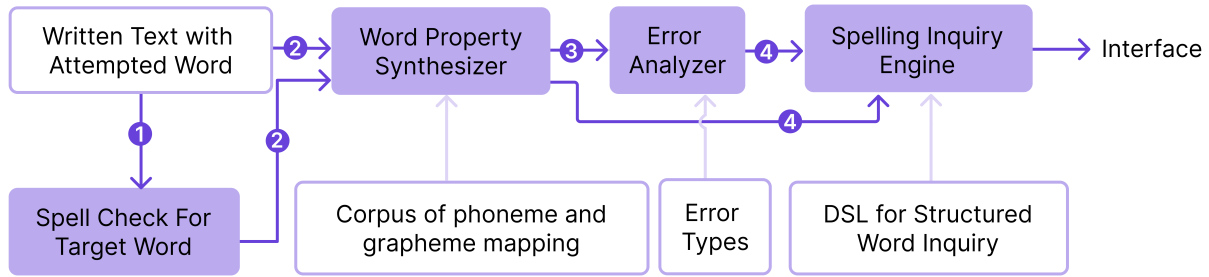 Written Text with
Attempted Word
2
Word Property
Synthesizer
3
Error
Analyzer
4
Spelling Inquiry
Engine
Interface
1
2
4
Spell Check For
Target Word
Corpus of phoneme and
grapheme mapping
Error
Types
DSL for Structured
Word Inquiry